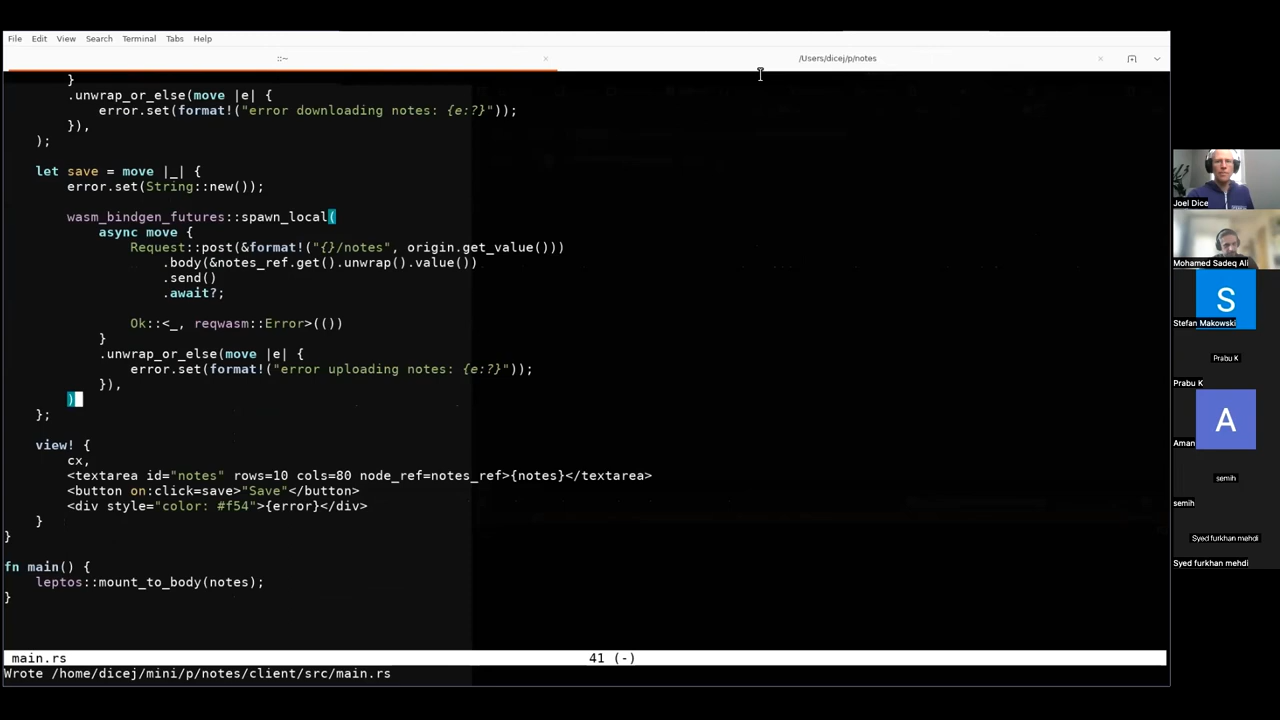 File Edit View Search Terminal Tabs Help
::~ /Users/dicej/p/notes
}
.unwrap_or_else(move |e| {
error.set(format!("error downloading notes: {e:?}"));
}),
);
let save = move |_| {
error.set(String::new());
wasm_bindgen_futures::spawn_local(
async move {
Request::post(&format!("{}/notes", origin.get_value()))
.body(&notes_ref.get().unwrap().value())
.send()
.await?;
Ok::<_, reqwasm::Error>(())
}
.unwrap_or_else(move |e| {
error.set(format!("error uploading notes: {e:?}"));
}),
)
};
view! {
cx,
<textarea id="notes" rows=10 cols=80 node_ref=notes_ref>{notes}</textarea>
<button on:click=save>"Save"</button>
<div style="color: #f54">{error}</div>
}
}
fn main() {
leptos::mount_to_body(notes);
}
main.rs 41 (-)
Wrote /home/dicej/mini/p/notes/client/src/main.rs
Joel Dice
Mohamed Sadeq Ali
S
Stefan Makowski
Prabu K
Prabu K
A
Aman
semih
semih
Syed furkhan mehdi
Syed furkhan mehdi